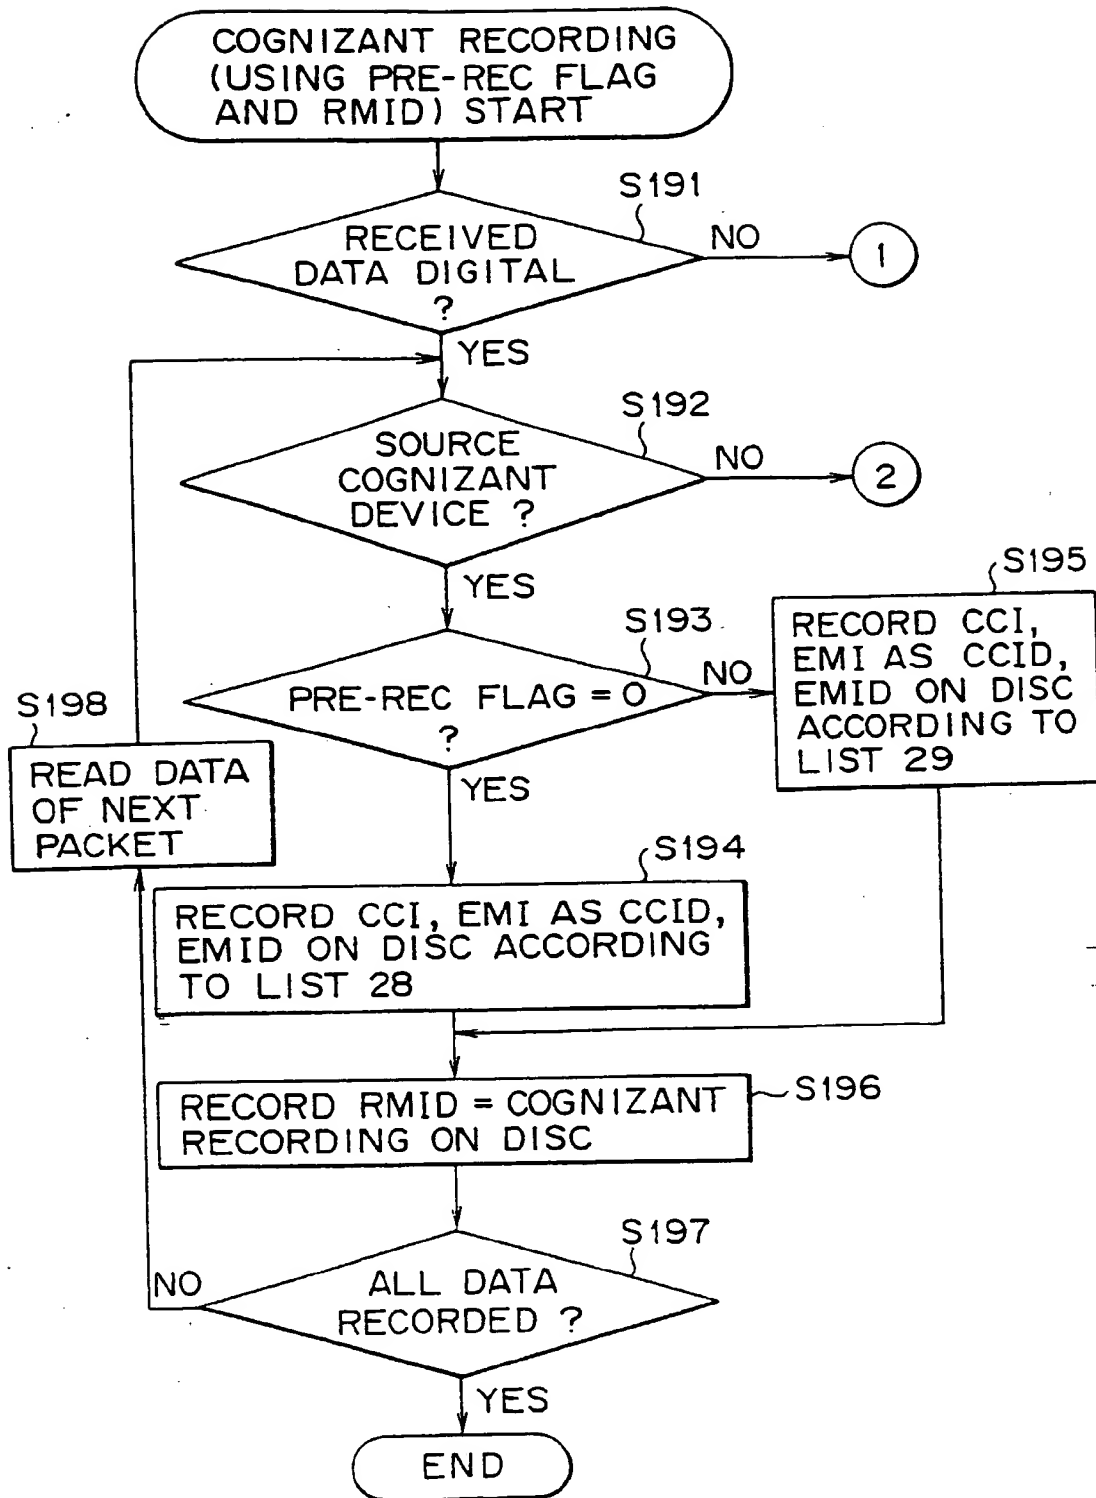 COGNIZANT RECORDING
(USING PRE-REC FLAG
AND RMID) START
S191
RECEIVED
DATA DIGITAL
?
NO
1
YES
S192
SOURCE
COGNIZANT
DEVICE ?
NO
2
YES
S193
PRE-REC FLAG = 0
?
NO
S195
RECORD CCI,
EMI AS CCID,
EMID ON DISC
ACCORDING TO
LIST 29
YES
S198
READ DATA
OF NEXT
PACKET
S194
RECORD CCI, EMI AS CCID,
EMID ON DISC ACCORDING
TO LIST 28
S196
RECORD RMID = COGNIZANT
RECORDING ON DISC
S197
ALL DATA
RECORDED ?
NO
YES
END